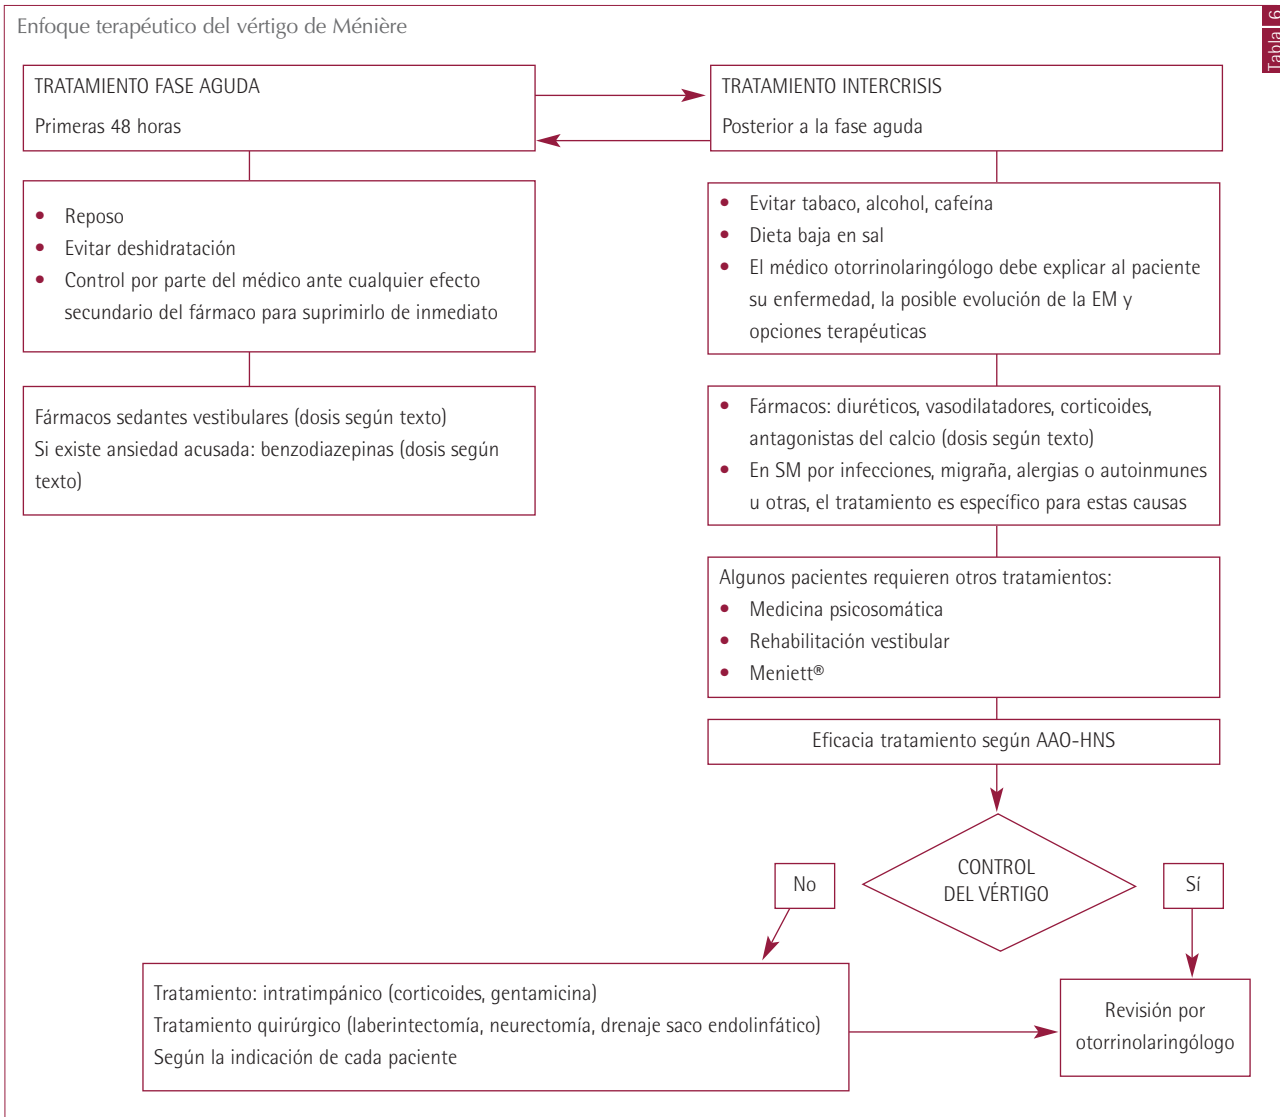 Enfoque terapéutico del vértigo de Ménière
Tabla 6
TRATAMIENTO FASE AGUDA
Primeras 48 horas
• Reposo
• Evitar deshidratación
• Control por parte del médico ante cualquier efecto
secundario del fármaco para suprimirlo de inmediato
Fármacos sedantes vestibulares (dosis según texto)
Si existe ansiedad acusada: benzodiazepinas (dosis según
texto)
TRATAMIENTO INTERCRISIS
Posterior a la fase aguda
• Evitar tabaco, alcohol, cafeína
• Dieta baja en sal
• El médico otorrinolaringólogo debe explicar al paciente
su enfermedad, la posible evolución de la EM y
opciones terapéuticas
• Fármacos: diuréticos, vasodilatadores, corticoides,
antagonistas del calcio (dosis según texto)
• En SM por infecciones, migraña, alergias o autoinmunes
u otras, el tratamiento es específico para estas causas
Algunos pacientes requieren otros tratamientos:
• Medicina psicosomática
• Rehabilitación vestibular
• Meniett®
Eficacia tratamiento según AAO-HNS
CONTROL
DEL VÉRTIGO
No
Sí
Tratamiento: intratimpánico (corticoides, gentamicina)
Tratamiento quirúrgico (laberintectomía, neurectomía, drenaje saco endolinfático)
Según la indicación de cada paciente
Revisión por
otorrinolaringólogo